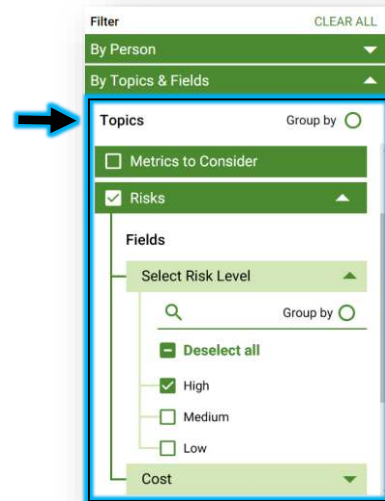 Filter CLEAR ALL
By Person
By Topics & Fields
Topics Group by
Metrics to Consider
Risks
Fields
Select Risk Level
Group by
Deselect all
High
Medium
Low
Cost